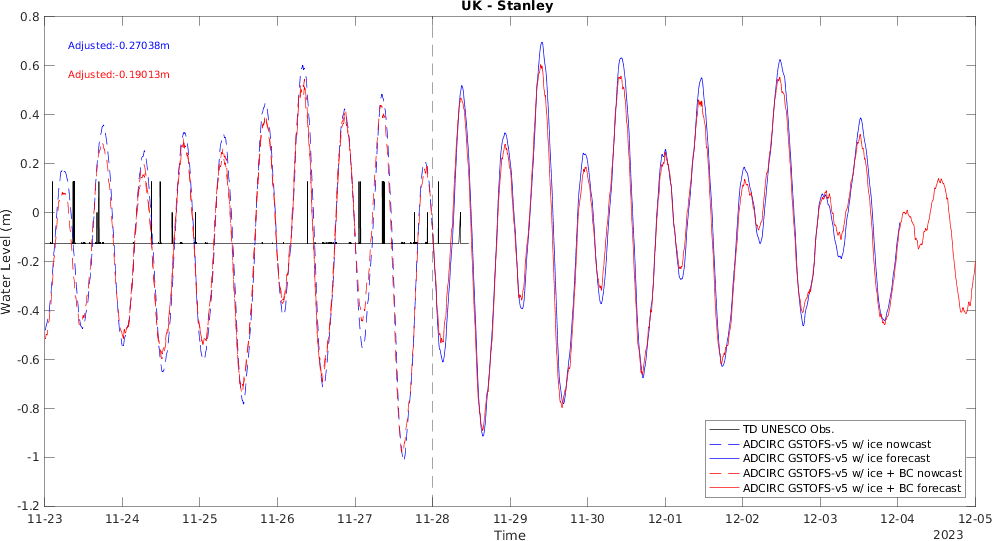 UK - Stanley
Adjusted:-0.27038m
Adjusted:-0.19013m
Water Level (m)
0.8
0.6
0.4
0.2
0
-0.2
-0.4
-0.6
-0.8
-1
-1.2
TD UNESCO Obs.
ADCIRC GSTOFS-v5 w/ ice nowcast
ADCIRC GSTOFS-v5 w/ ice forecast
ADCIRC GSTOFS-v5 w/ ice + BC nowcast
ADCIRC GSTOFS-v5 w/ ice + BC forecast
11-23 11-24 11-25 11-26 11-27 11-28 11-29 11-30 12-01 12-02 12-03 12-04 12-05
Time
2023